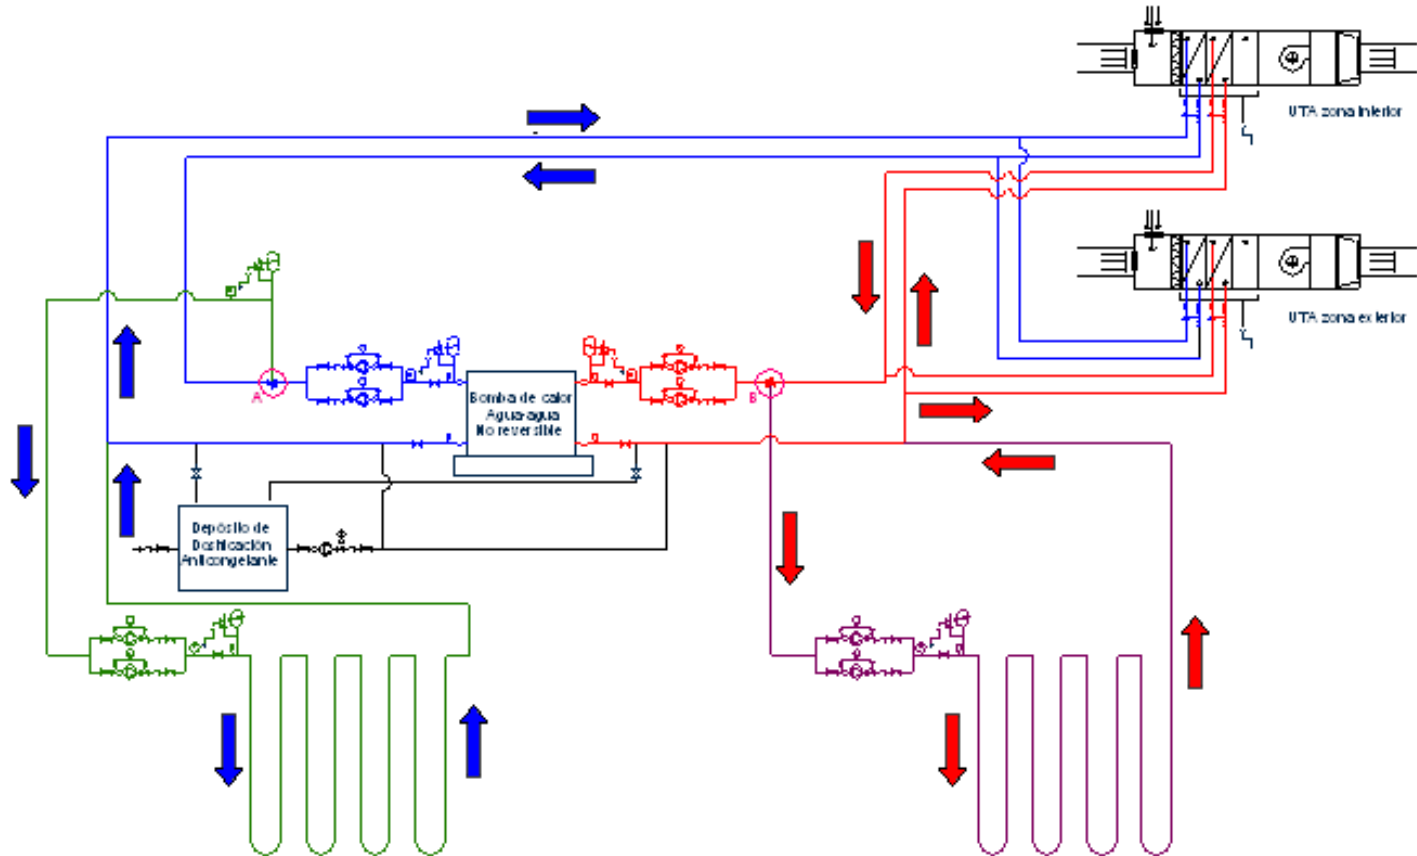 UTA zona interior
UTA zona exterior
A
B
Bomba de calor
Agua-agua
No reversible
Depósito de
Dosificación
Anticongelante